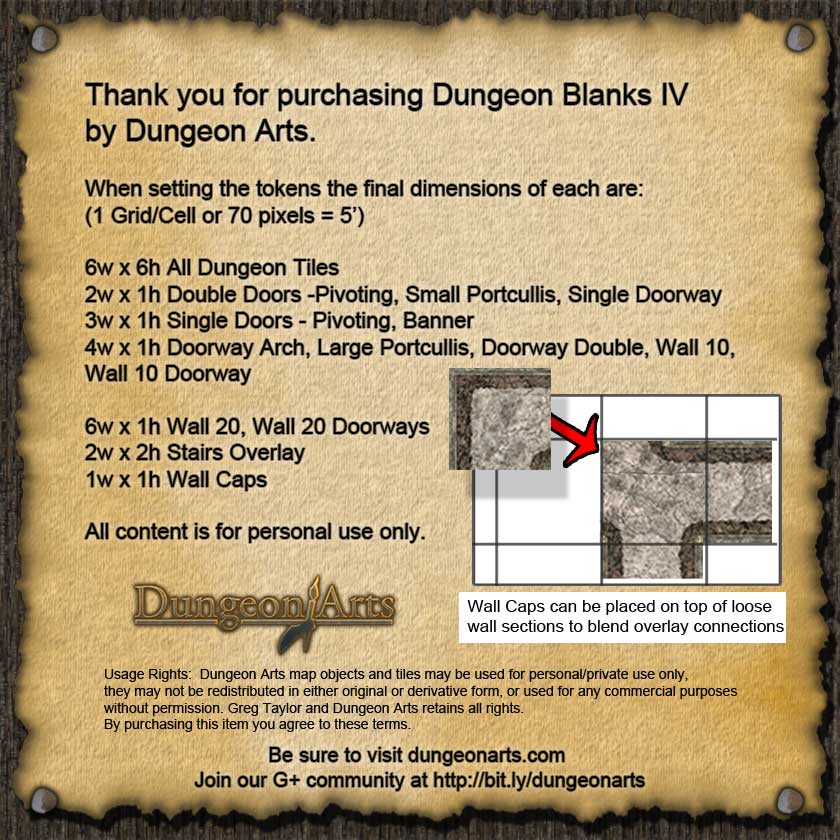 Thank you for purchasing Dungeon Blanks IV
by Dungeon Arts.
When setting the tokens the final dimensions of each are:
(1 Grid/Cell or 70 pixels = 5’)
6w x 6h All Dungeon Tiles
2w x 1h Double Doors -Pivoting, Small Portcullis, Single Doorway
3w x 1h Single Doors - Pivoting, Banner
4w x 1h Doorway Arch, Large Portcullis, Doorway Double, Wall 10,
Wall 10 Doorway
6w x 1h Wall 20, Wall 20 Doorways
2w x 2h Stairs Overlay
1w x 1h Wall Caps
All content is for personal use only.
Wall Caps can be placed on top of loose
wall sections to blend overlay connections
Dungeon Arts
Usage Rights:  Dungeon Arts map objects and tiles may be used for personal/private use only,
they may not be redistributed in either original or derivative form, or used for any commercial purposes
without permission. Greg Taylor and Dungeon Arts retains all rights.
By purchasing this item you agree to these terms.
Be sure to visit dungeonarts.com
Join our G+ community at http://bit.ly/dungeonarts